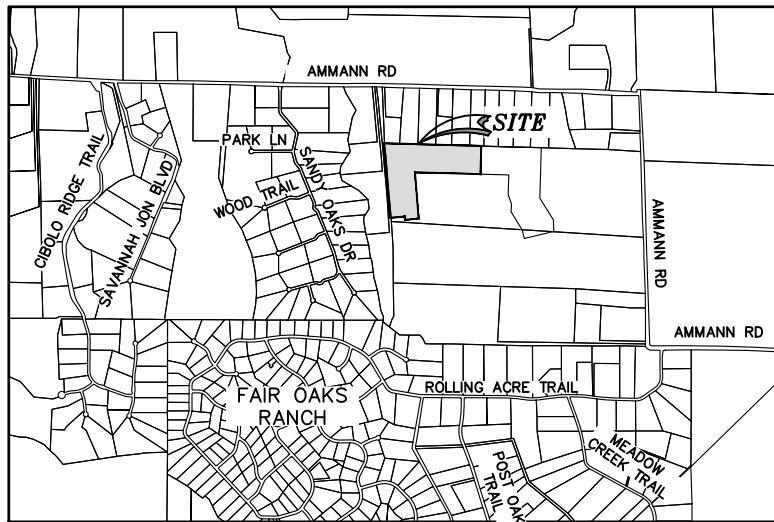 AMMANN RD
SITE
PARK LN
CIBOLO RIDGE TRAIL
SAVANNAH JON BLVD
WOOD TRAIL
SANDY OAKS DR
AMMANN RD
AMMANN RD
ROLLING ACRE TRAIL
FAIR OAKS
RANCH
POST OAK
TRAIL
MEADOW
CREEK TRAIL